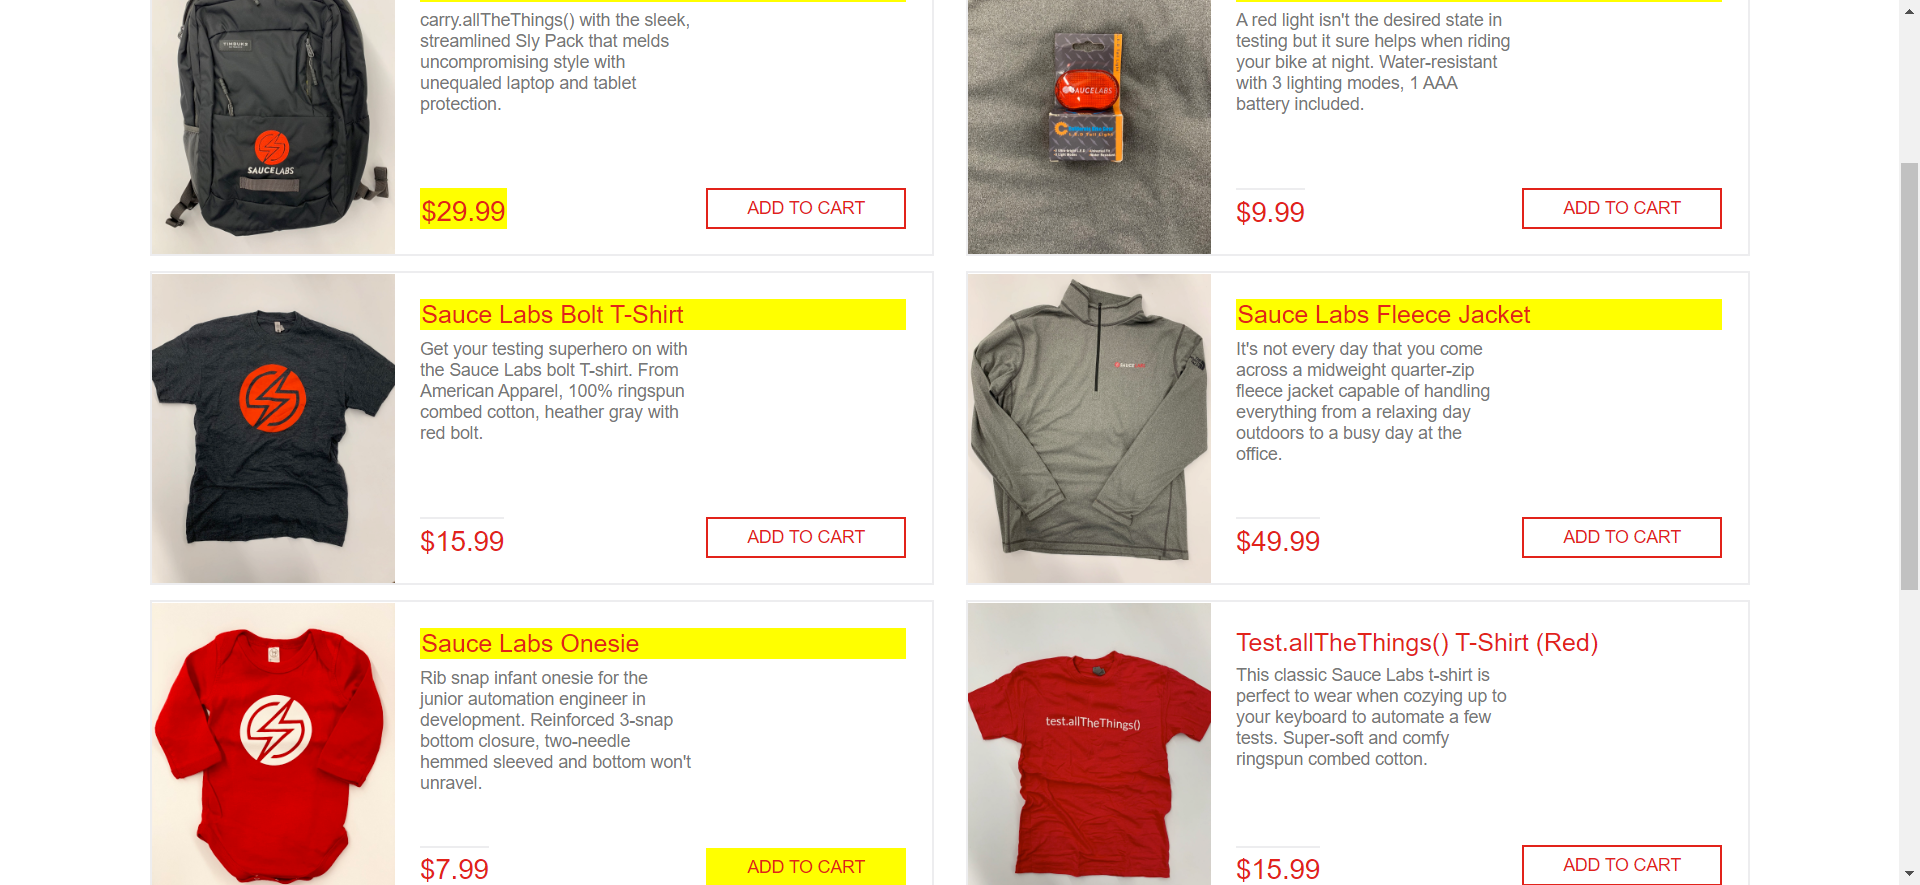 carry.allTheThings() with the sleek,
streamlined Sly Pack that melds
uncompromising style with
unequaled laptop and tablet
protection.
SAUCELABS
$29.99
ADD TO CART
A red light isn't the desired state in
testing but it sure helps when riding
your bike at night. Water-resistant
with 3 lighting modes, 1 AAA
battery included.
SAUCELABS
$9.99
ADD TO CART
Sauce Labs Bolt T-Shirt
Get your testing superhero on with
the Sauce Labs bolt T-shirt. From
American Apparel, 100% ringspun
combed cotton, heather gray with
red bolt.
$15.99
ADD TO CART
Sauce Labs Fleece Jacket
It's not every day that you come
across a midweight quarter-zip
fleece jacket capable of handling
everything from a relaxing day
outdoors to a busy day at the
office.
$49.99
ADD TO CART
Sauce Labs Onesie
Rib snap infant onesie for the
junior automation engineer in
development. Reinforced 3-snap
bottom closure, two-needle
hemmed sleeved and bottom won't
unravel.
$7.99
ADD TO CART
Test.allTheThings() T-Shirt (Red)
This classic Sauce Labs t-shirt is
perfect to wear when cozying up to
your keyboard to automate a few
tests. Super-soft and comfy
ringspun combed cotton.
test.allTheThings()
$15.99
ADD TO CART